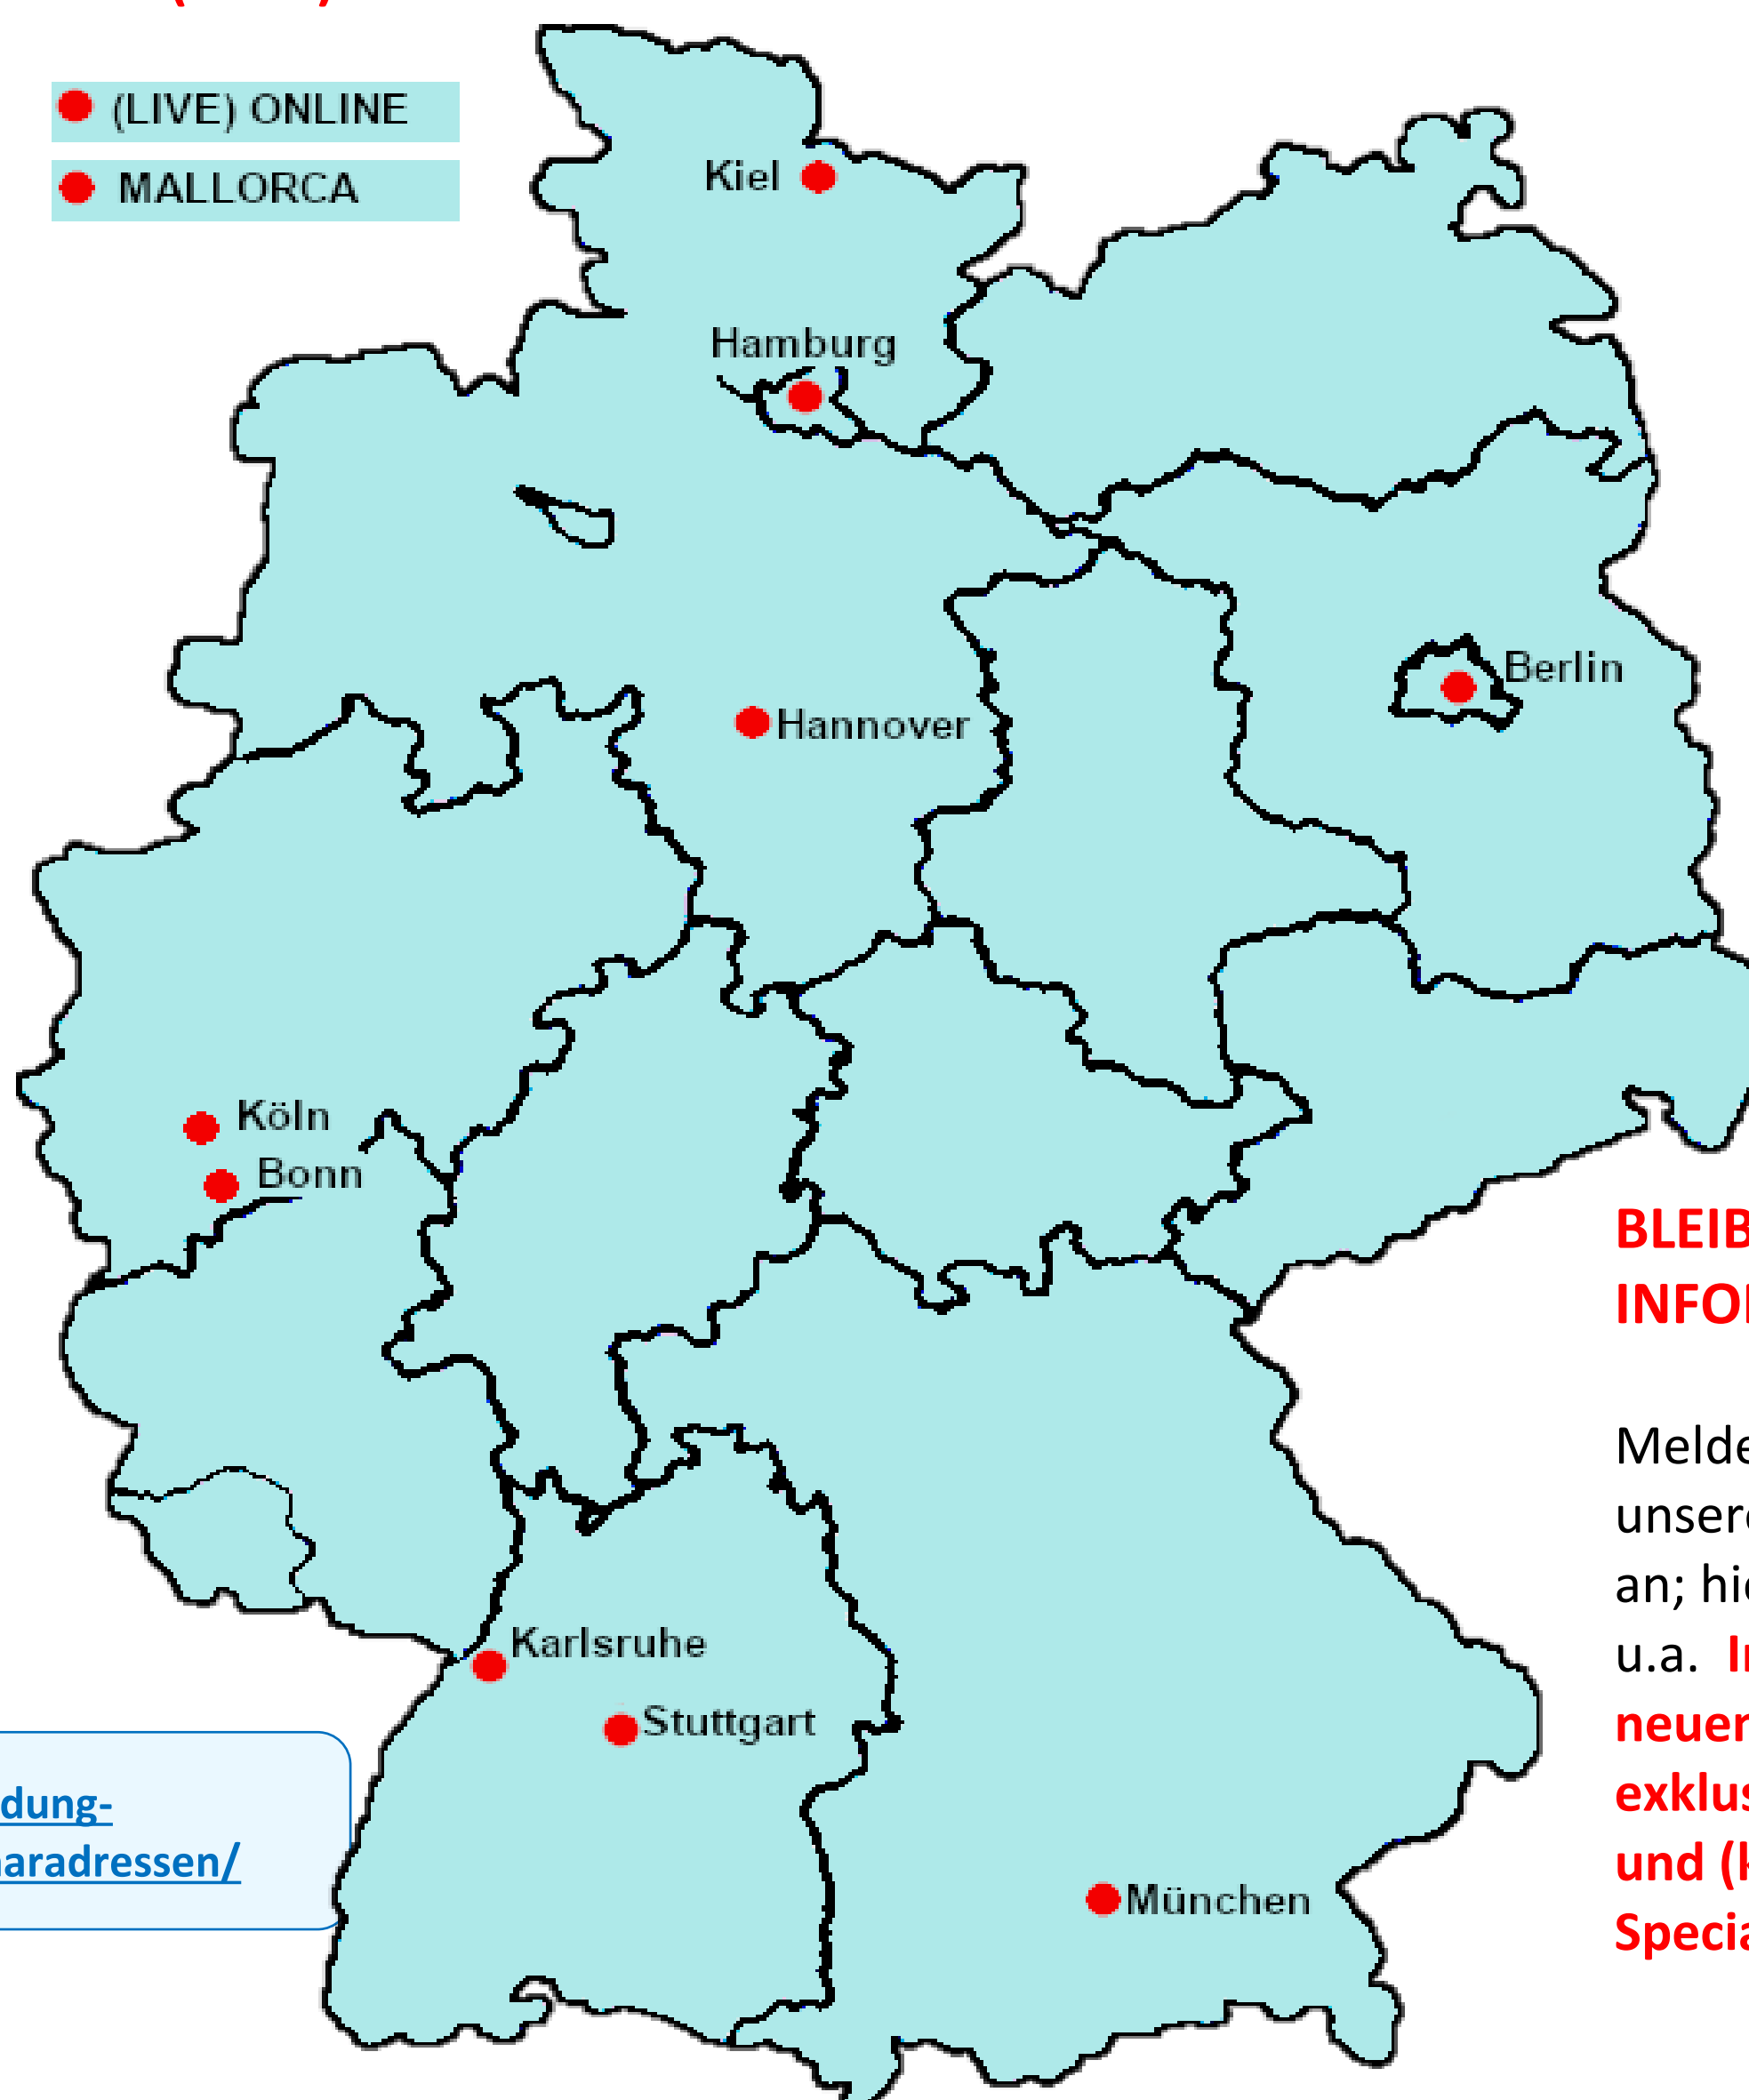 (LIVE) ONLINE
MALLORCA
Kiel
Hamburg
Berlin
Hannover
Köln
Bonn
Karlsruhe
Stuttgart
München
dung-
aradressen/
BLEIB
INFO
Melde
unser
an; hi
u.a. I
neuer
exklus
und (k
Specia